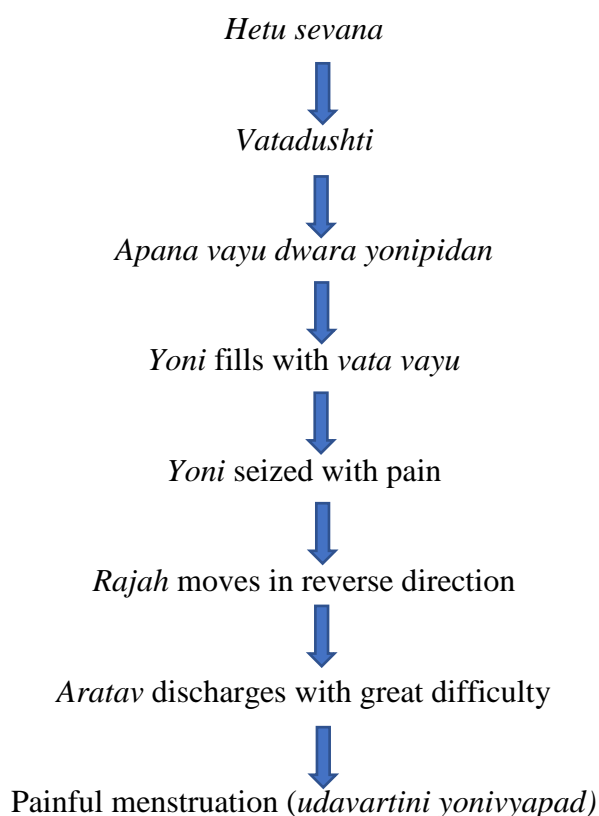 Hetu sevana
Vatadushti
Apana vayu dwara yonipidan
Yoni fills with vata vayu
Yoni seized with pain
Rajah moves in reverse direction
Aratav discharges with great difficulty
Painful menstruation (udavartini yonivyapad)